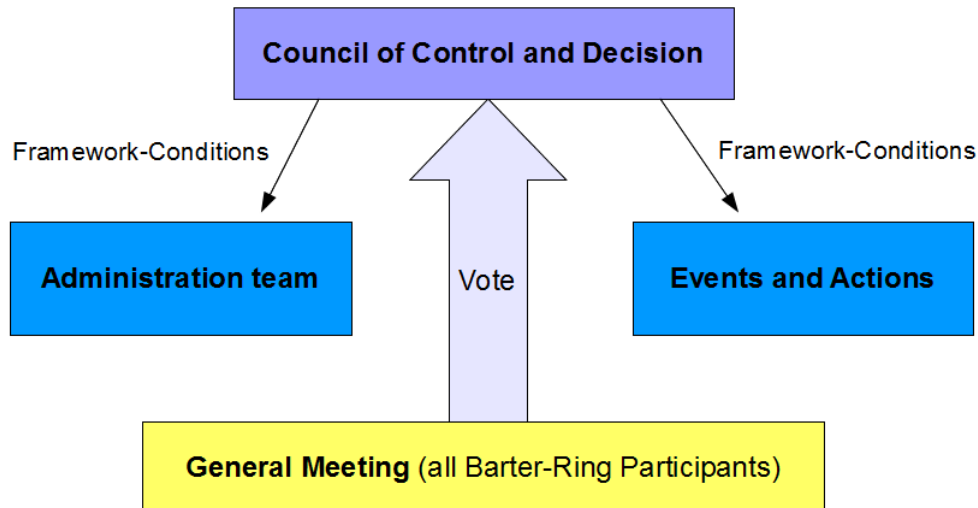 Council of Control and Decision
Framework-Conditions
Framework-Conditions
Administration team
Vote
Events and Actions
General Meeting (all Barter-Ring Participants)